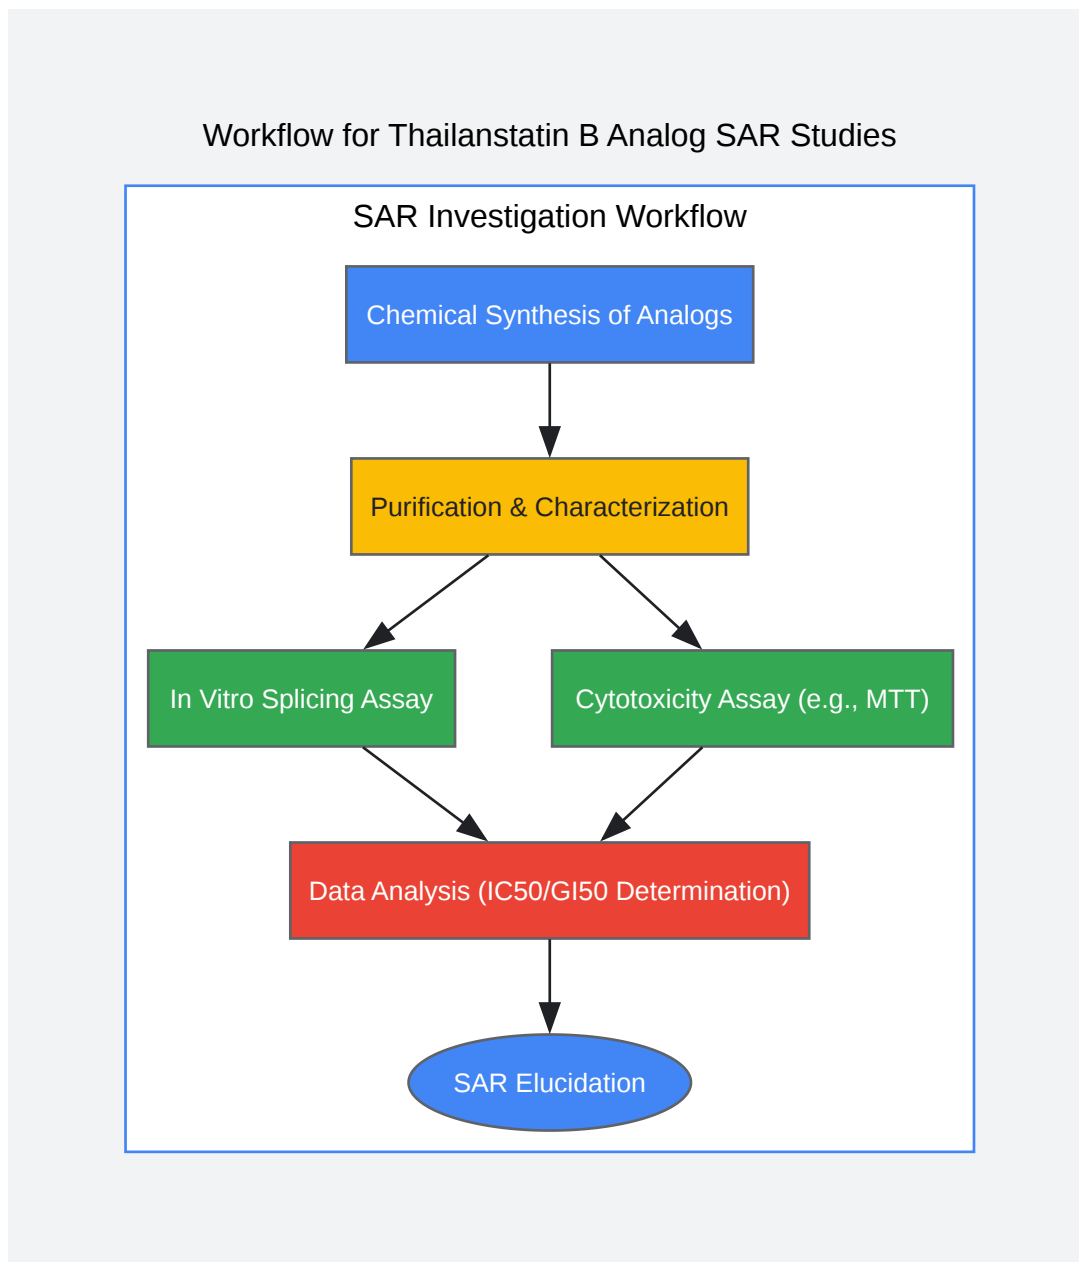 Workflow for Thailanstatin B Analog SAR Studies
SAR Investigation Workflow
Chemical Synthesis of Analogs
Purification & Characterization
In Vitro Splicing Assay
Cytotoxicity Assay (e.g., MTT)
Data Analysis (IC50/GI50 Determination)
SAR Elucidation